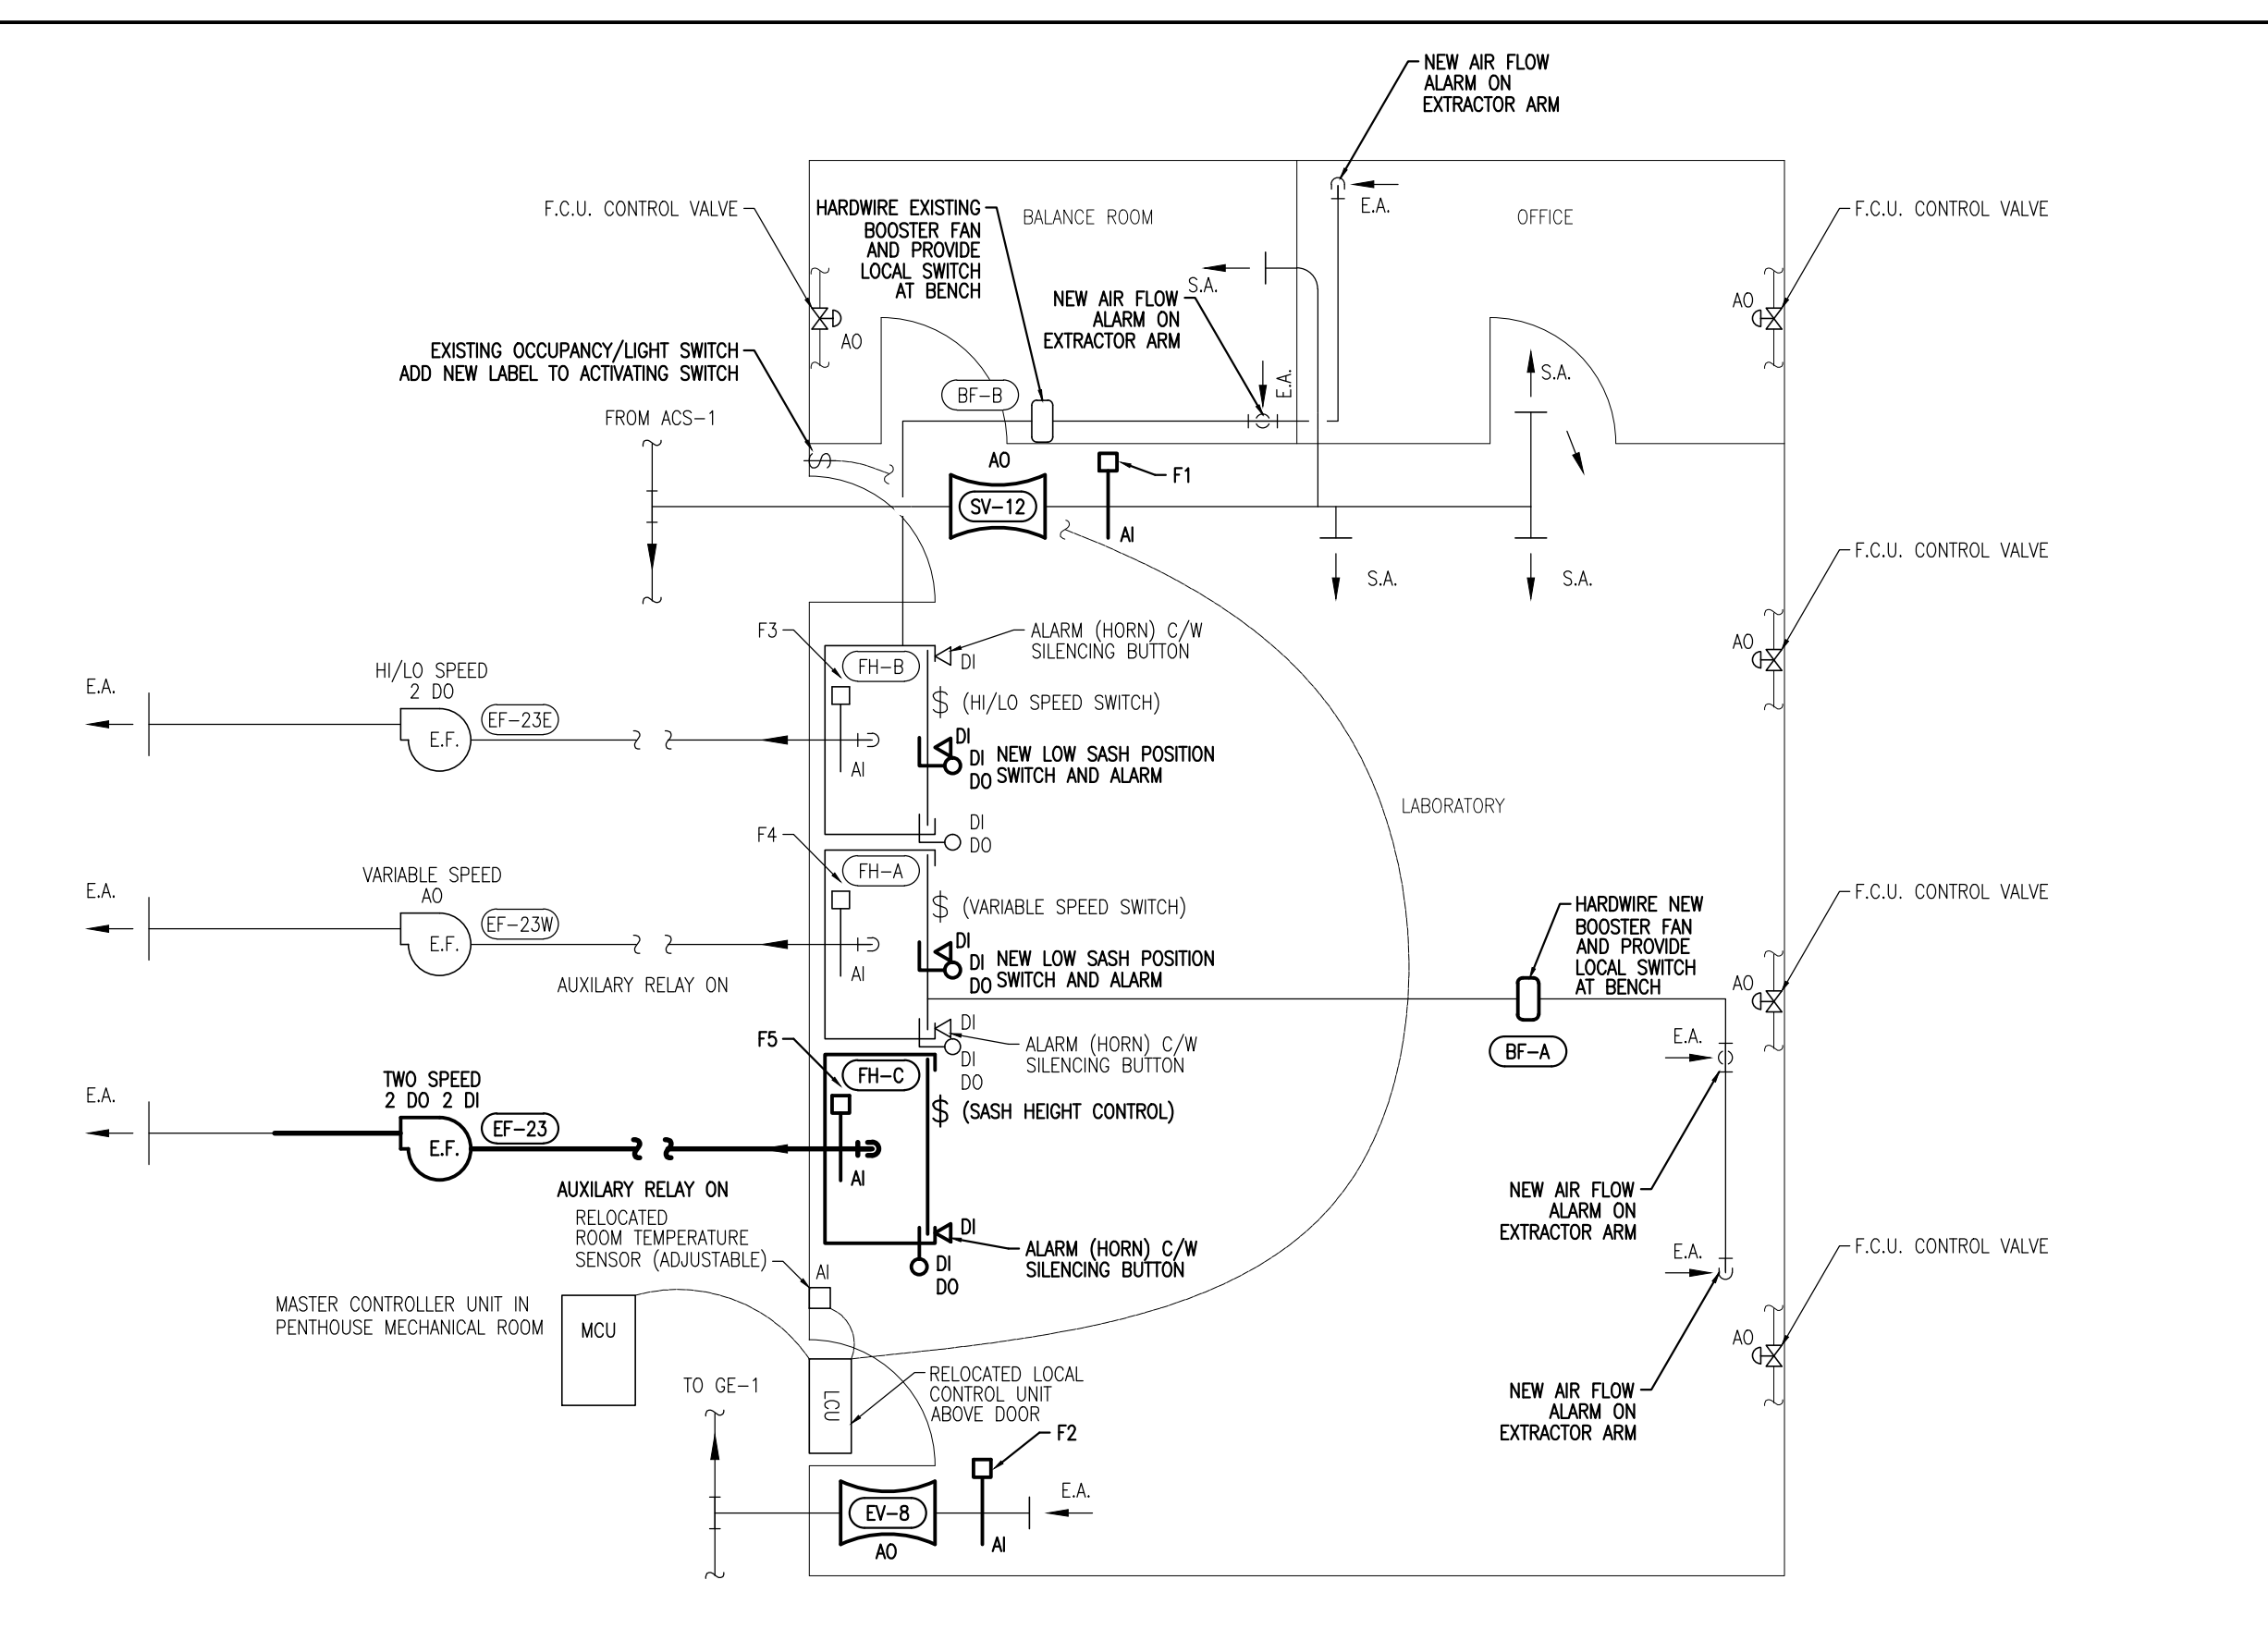 NEW AIR FLOW
ALARM ON
EXTRACTOR ARM
F.C.U. CONTROL VALVE
HARDWIRE EXISTING
BOOSTER FAN
AND PROVIDE
LOCAL SWITCH
AT BENCH
BALANCE ROOM
E.A.
OFFICE
F.C.U. CONTROL VALVE
S.A.
NEW AIR FLOW
ALARM ON
EXTRACTOR ARM
AO
AO
EXISTING OCCUPANCY/LIGHT SWITCH
ADD NEW LABEL TO ACTIVATING SWITCH
E.A.
S.A.
BF-B
FROM ACS-1
AO
F1
SV-12
AI
S.A.
S.A.
F.C.U. CONTROL VALVE
AO
F3
ALARM (HORN) C/W
SILENCING BUTTON
FH-B
DI
HI/LO SPEED
2 DO
E.A.
EF-23E
E.F.
$ (HI/LO SPEED SWITCH)
DI
DI NEW LOW SASH POSITION
DO SWITCH AND ALARM
AI
LABORATORY
DI
DO
F4
FH-A
VARIABLE SPEED
AO
E.A.
EF-23W
E.F.
$ (VARIABLE SPEED SWITCH)
DI
DI NEW LOW SASH POSITION
DO SWITCH AND ALARM
AI
AUXILARY RELAY ON
F.C.U. CONTROL VALVE
HARDWIRE NEW
BOOSTER FAN
AND PROVIDE
LOCAL SWITCH
AT BENCH
AO
BF-A
E.A.
DI
ALARM (HORN) C/W
SILENCING BUTTON
DI
DO
F5
FH-C
TWO SPEED
2 DO 2 DI
E.A.
EF-23
E.F.
$ (SASH HEIGHT CONTROL)
AI
AUXILARY RELAY ON
NEW AIR FLOW
ALARM ON
EXTRACTOR ARM
DI
ALARM (HORN) C/W
SILENCING BUTTON
DI
DO
RELOCATED
ROOM TEMPERATURE
SENSOR (ADJUSTABLE)
AI
E.A.
F.C.U. CONTROL VALVE
AO
MASTER CONTROLLER UNIT IN
PENTHOUSE MECHANICAL ROOM
MCU
TO GE-1
LCU
RELOCATED LOCAL
CONTROL UNIT
ABOVE DOOR
NEW AIR FLOW
ALARM ON
EXTRACTOR ARM
F2
E.A.
EV-8
AO
AI